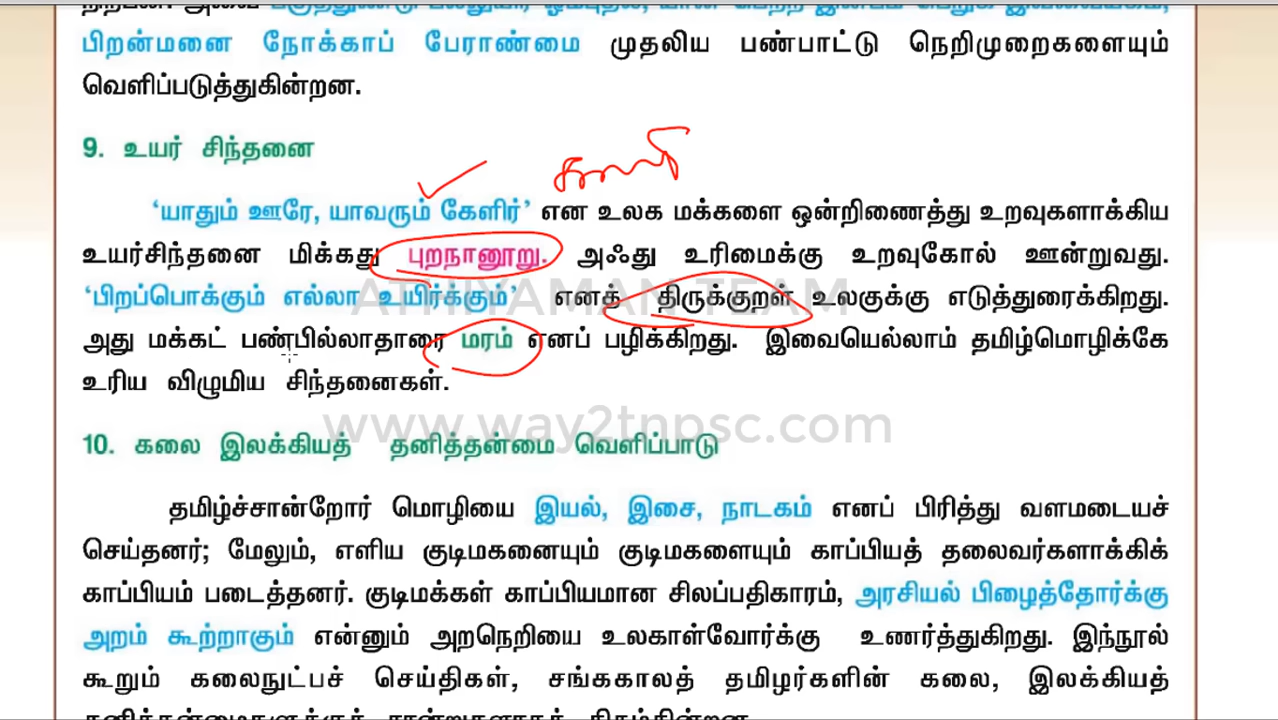 பிறன்மனை நோக்காப் பேராண்மை முதலிய பண்பாட்டு நெறிமுறைகளையும்
வெளிப்படுத்துகின்றன.
9. உயர் சிந்தனை
‘யாதும் ஊரே, யாவரும் கேளிர்’ என உலக மக்களை ஒன்றிணைத்து உறவுகளாக்கிய
உயர்சிந்தனை மிக்கது புறநானூறு. அஃது உரிமைக்கு உறவுகோல் ஊன்றுவது.
‘பிறப்பொக்கும் எல்லா உயிர்க்கும்’ எனத் திருக்குறள் உலகுக்கு எடுத்துரைக்கிறது.
ATHIYAMAN TEAM
அது மக்கட் பண்பில்லாதாரை மரம் எனப் பழிக்கிறது. இவையெல்லாம் தமிழ்மொழிக்கே
உரிய விழுமிய சிந்தனைகள்.
www.way2tnpsc.com
10. கலை இலக்கியத் தனித்தன்மை வெளிப்பாடு
தமிழ்ச்சான்றோர் மொழியை இயல், இசை, நாடகம் எனப் பிரித்து வளமடையச்
செய்தனர்; மேலும், எளிய குடிமகனையும் குடிமகளையும் காப்பியத் தலைவர்களாக்கிக்
காப்பியம் படைத்தனர். குடிமக்கள் காப்பியமான சிலப்பதிகாரம், அரசியல் பிழைத்தோர்க்கு
அறம் கூற்றாகும் என்னும் அறநெறியை உலகாள்வோர்க்கு உணர்த்துகிறது. இந்நூல்
கூறும் கலைநுட்பச் செய்திகள், சங்ககாலத் தமிழர்களின் கலை, இலக்கியத்